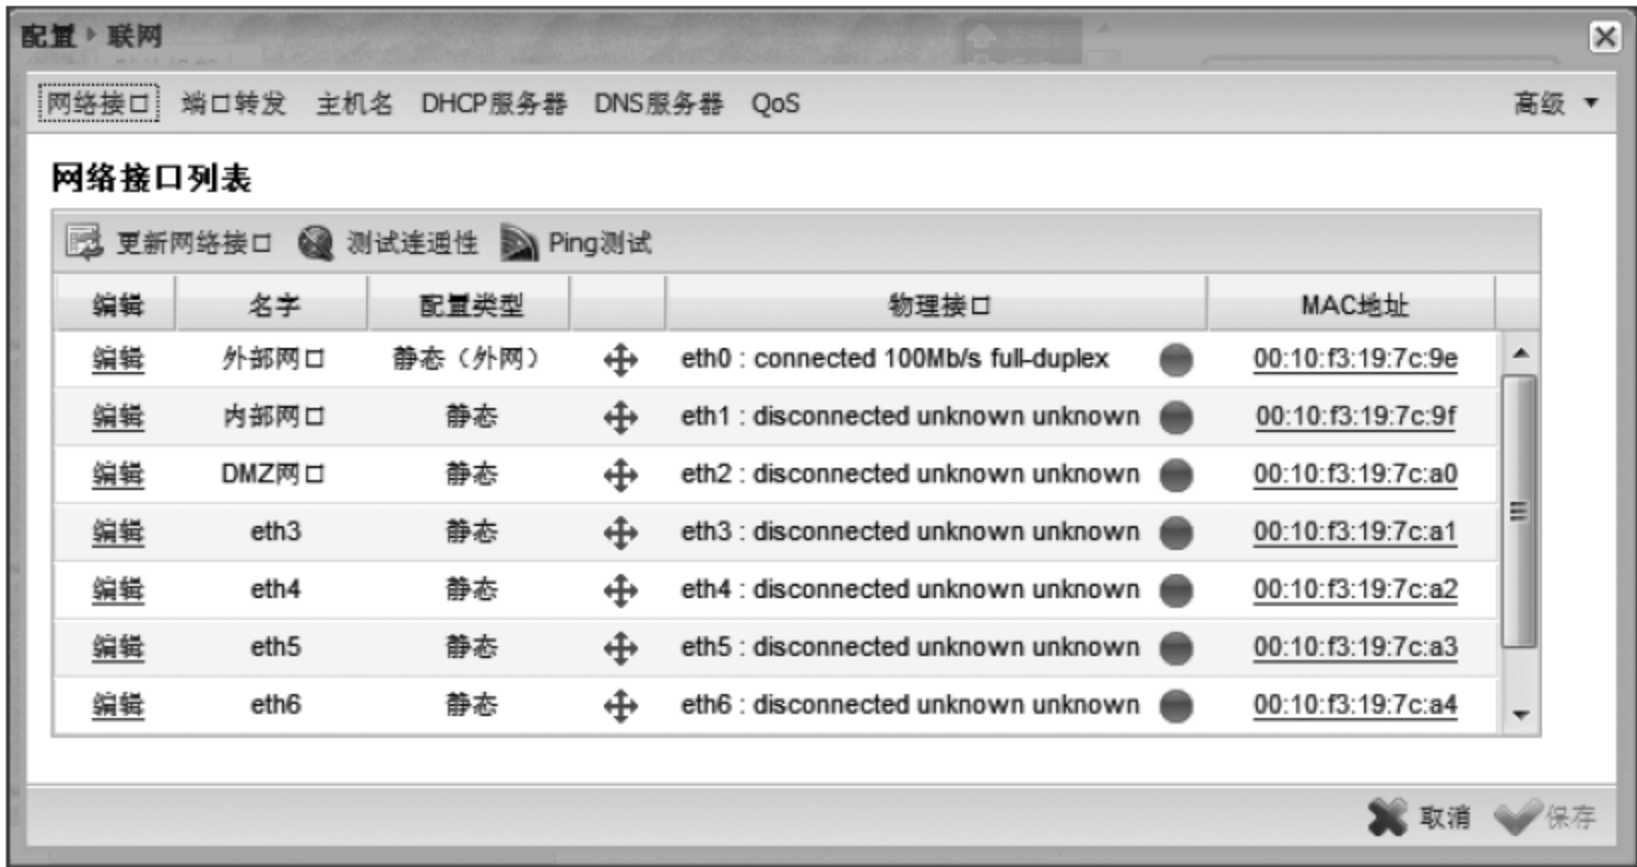 配置 联网
网络接口 端口转发 主机名 DHCP服务器 DNS服务器 QoS 高级
网络接口列表
更新网络接口 测试连通性 Ping测试
编辑 名字 配置类型 物理接口 MAC地址
编辑 外部网口 静态（外网） eth0 : connected 100Mb/s full-duplex 00:10:f3:19:7c:9e
编辑 内部网口 静态 eth1 : disconnected unknown unknown 00:10:f3:19:7c:9f
编辑 DMZ网口 静态 eth2 : disconnected unknown unknown 00:10:f3:19:7c:a0
编辑 eth3 静态 eth3 : disconnected unknown unknown 00:10:f3:19:7c:a1
编辑 eth4 静态 eth4 : disconnected unknown unknown 00:10:f3:19:7c:a2
编辑 eth5 静态 eth5 : disconnected unknown unknown 00:10:f3:19:7c:a3
编辑 eth6 静态 eth6 : disconnected unknown unknown 00:10:f3:19:7c:a4
取消 保存